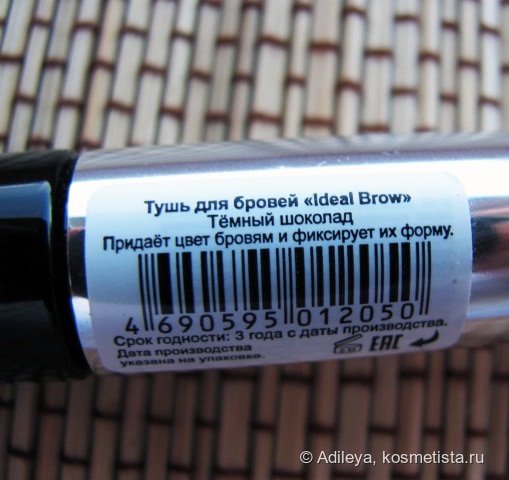 Тушь для бровей «Ideal Brow»
Тёмный шоколад
Придаёт цвет бровям и фиксирует их форму.
4 690595 012050
Срок годности: 3 года с даты производства.
Дата производства
указана на упаковке.
EAC
© Adileya, kosmetista.ru